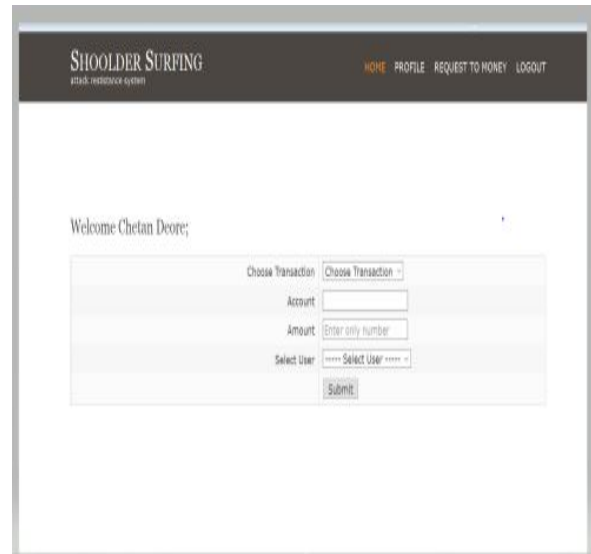 SHOOLDER SURFING
attack resistance system
HOME PROFILE REQUEST TO MONEY LOGOUT
Welcome Chetan Deore;
Choose Transaction Choose Transaction
Account
Amount Enter only number
Select User ----- Select User -----
Submit